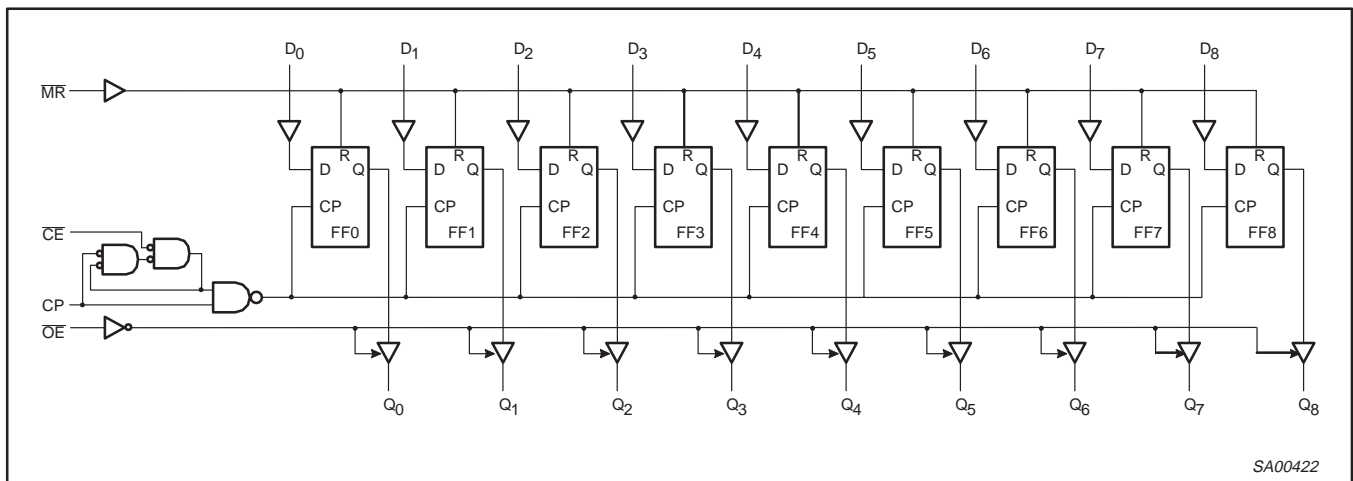 D0 D1 D2 D3 D4 D5 D6 D7 D8
MR
R R R R R R R R R
D Q D Q D Q D Q D Q D Q D Q D Q D Q
CP CP CP CP CP CP CP CP CP
CE
FF0 FF1 FF2 FF3 FF4 FF5 FF6 FF7 FF8
CP
OE
Q0 Q1 Q2 Q3 Q4 Q5 Q6 Q7 Q8
SA00422